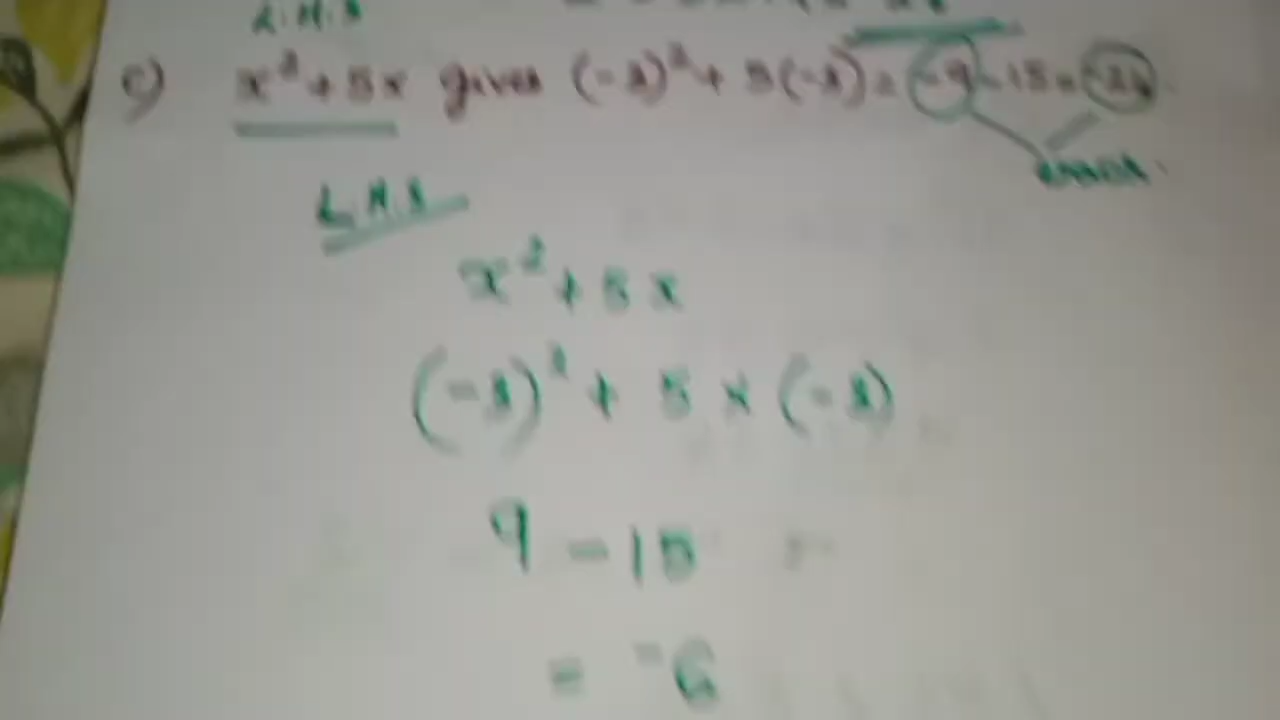 L.H.S
c) x² + 5x gives (-3)² + 5(-3) = -9 - 15 = -24.
error.
L.H.S
x² + 5x
(-3)² + 5 × (-3)
9 - 15
= -6